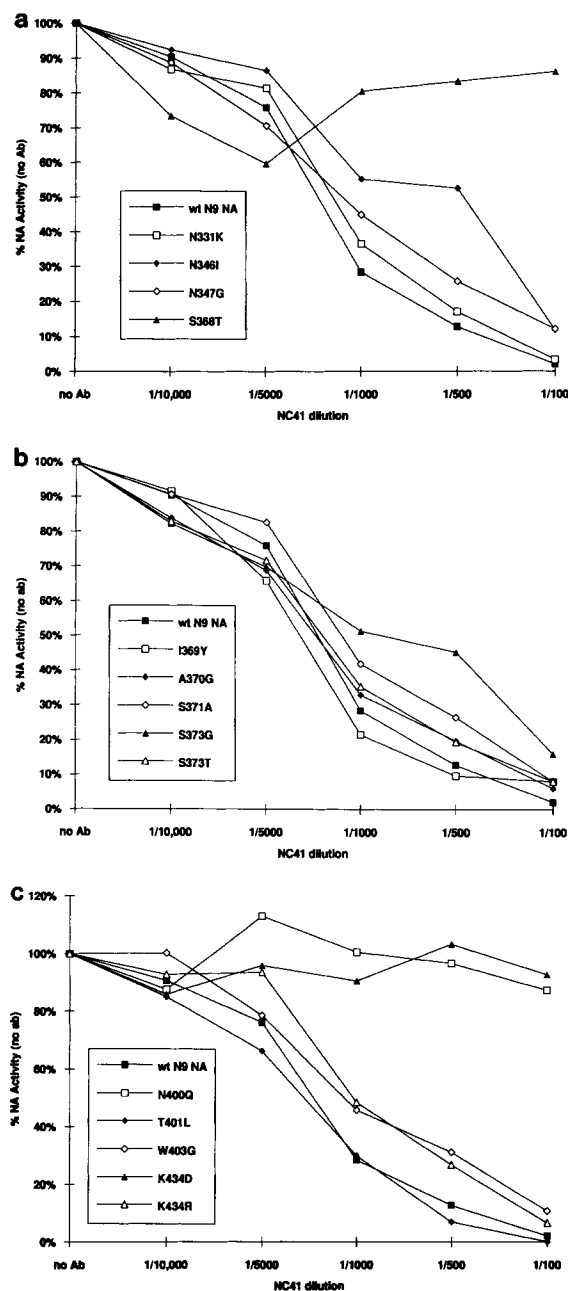 a
% NA Activity (no Ab)
100%
90%
80%
70%
60%
50%
40%
30%
20%
10%
0%
wt N9 NA
N331K
N346I
N347G
S368T
no Ab 1/10,000 1/5000 1/1000 1/500 1/100
NC41 dilution
b
% NA Activity (no ab)
100%
90%
80%
70%
60%
50%
40%
30%
20%
10%
0%
wt N9 NA
I369Y
A370G
S371A
S373G
S373T
no Ab 1/10,000 1/5000 1/1000 1/500 1/100
NC41 dilution
c
% NA Activity (no ab)
120%
100%
80%
60%
40%
20%
0%
wt N9 NA
N400Q
T401L
W403G
K434D
K434R
no Ab 1/10,000 1/5000 1/1000 1/500 1/100
NC41 dilution